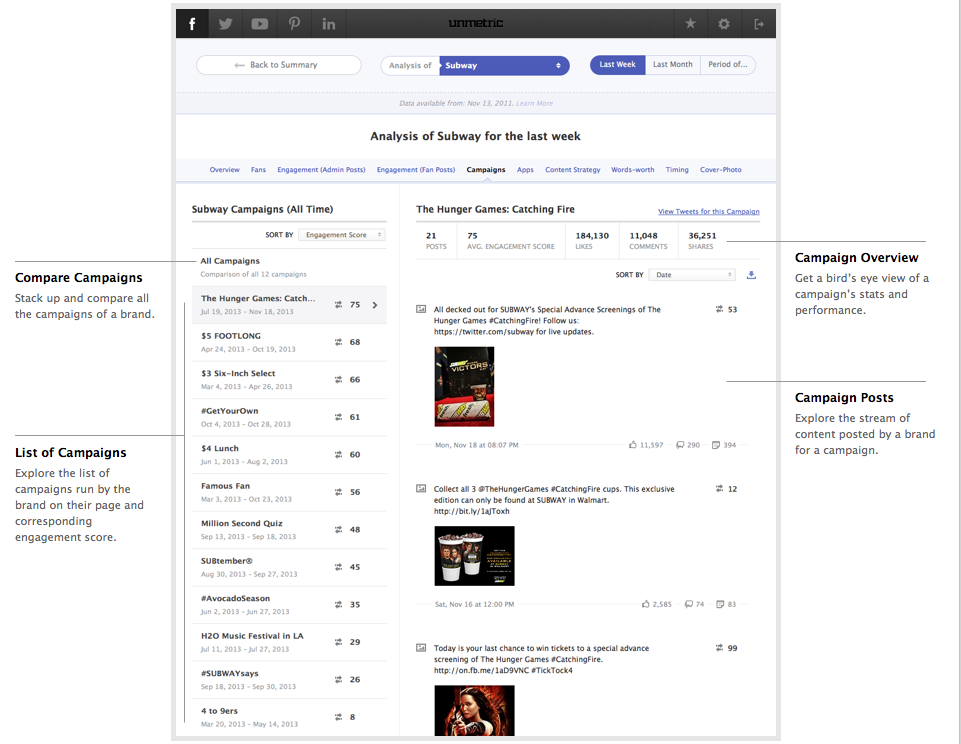 f
in
unmetric
Back to Summary
Analysis of
Subway
Last Week
Last Month
Period of...
Data available from: Nov 13, 2011. Learn More
Analysis of Subway for the last week
Overview
Fans
Engagement (Admin Posts)
Engagement (Fan Posts)
Campaigns
Apps
Content Strategy
Words-worth
Timing
Cover-Photo
Subway Campaigns (All Time)
SORT BY Engagement Score
All Campaigns
Comparison of all 12 campaigns
The Hunger Games: Catch... 75
Jul 19, 2013 - Nov 18, 2013
$5 FOOTLONG 68
Apr 24, 2013 - Oct 19, 2013
$3 Six-Inch Select 66
Mar 4, 2013 - Apr 26, 2013
#GetYourOwn 61
Oct 4, 2013 - Oct 28, 2013
$4 Lunch 60
Jun 1, 2013 - Aug 2, 2013
Famous Fan 56
Mar 3, 2013 - Oct 23, 2013
Million Second Quiz 48
Sep 13, 2013 - Sep 18, 2013
SUBtember® 45
Aug 30, 2013 - Sep 27, 2013
#AvocadoSeason 35
Jun 2, 2013 - Jun 27, 2013
H2O Music Festival in LA 29
Jul 11, 2013 - Jul 27, 2013
#SUBWAYsays 26
Sep 18, 2013 - Sep 30, 2013
4 to 9ers 8
Mar 20, 2013 - May 14, 2013
The Hunger Games: Catching Fire
View Tweets for this Campaign
21 POSTS
75 AVG. ENGAGEMENT SCORE
184,130 LIKES
11,048 COMMENTS
36,251 SHARES
SORT BY Date
All decked out for SUBWAY's Special Advance Screenings of The 53
Hunger Games #CatchingFire! Follow us:
https://twitter.com/subway for live updates.
VICTORS
Mon, Nov 18 at 08:07 PM 11,597 290 394
Collect all 3 @TheHungerGames #CatchingFire cups. This exclusive 12
edition can only be found at SUBWAY in Walmart.
http://bit.ly/1aJToxh
Sat, Nov 16 at 12:00 PM 2,585 74 83
Today is your last chance to win tickets to a special advance 99
screening of The Hunger Games #CatchingFire.
http://on.fb.me/1aD9VNC #TickTock4
Compare Campaigns
Stack up and compare all
the campaigns of a brand.
List of Campaigns
Explore the list of
campaigns run by the
brand on their page and
corresponding
engagement score.
Campaign Overview
Get a bird's eye view of a
campaign's stats and
performance.
Campaign Posts
Explore the stream of
content posted by a brand
for a campaign.